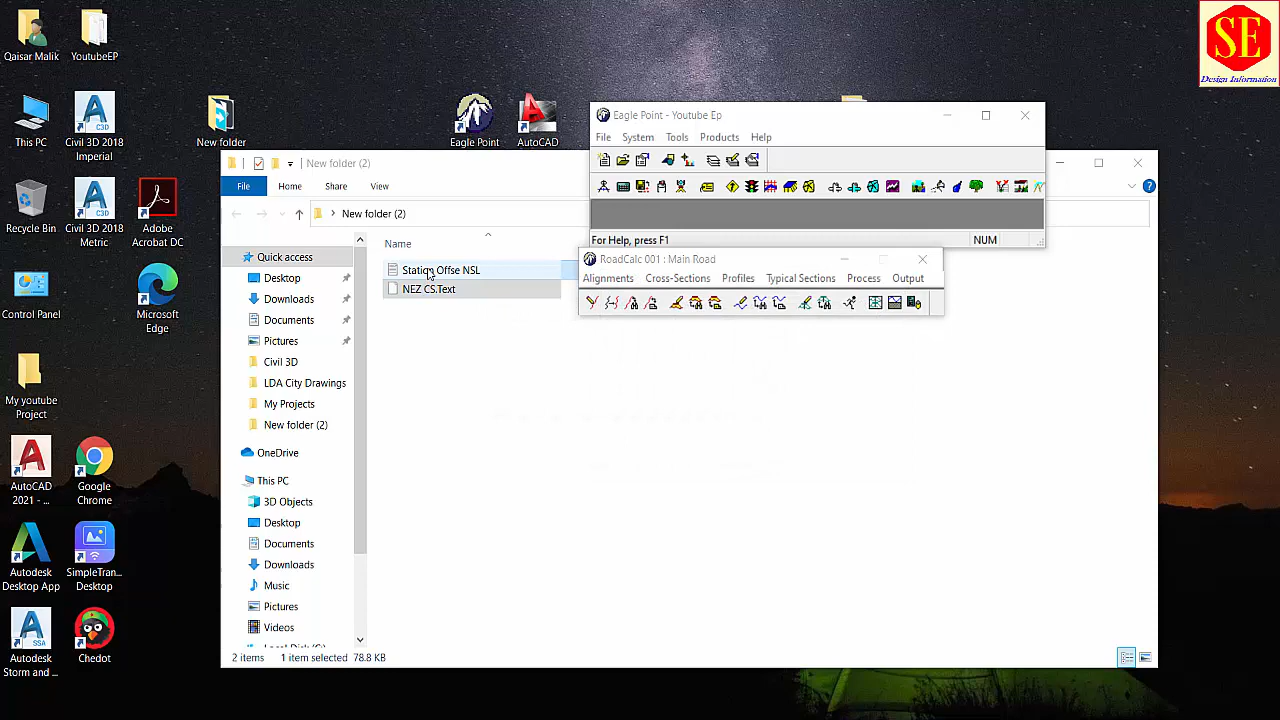 Qaisar Malik
YoutubeEP
This PC
Civil 3D 2018
Imperial
New folder
Eagle Point
AutoCAD
Recycle Bin
Civil 3D 2018
Metric
Adobe
Acrobat DC
Control Panel
Microsoft
Edge
My youtube
Project
AutoCAD
2021 - ...
Google
Chrome
Autodesk
Desktop App
SimpleTran...
Desktop
Autodesk
Storm and ...
Chedot
SE
Design Information
New folder (2)
File
Home
Share
View
New folder (2)
Name
Station Offse NSL
NEZ CS.Text
Quick access
Desktop
Downloads
Documents
Pictures
Civil 3D
LDA City Drawings
My Projects
New folder (2)
OneDrive
This PC
3D Objects
Desktop
Documents
Downloads
Music
Pictures
Videos
2 items
1 item selected 78.8 KB
Eagle Point - Youtube Ep
File System Tools Products Help
For Help, press F1
NUM
RoadCalc 001 : Main Road
Alignments Cross-Sections Profiles Typical Sections Process Output